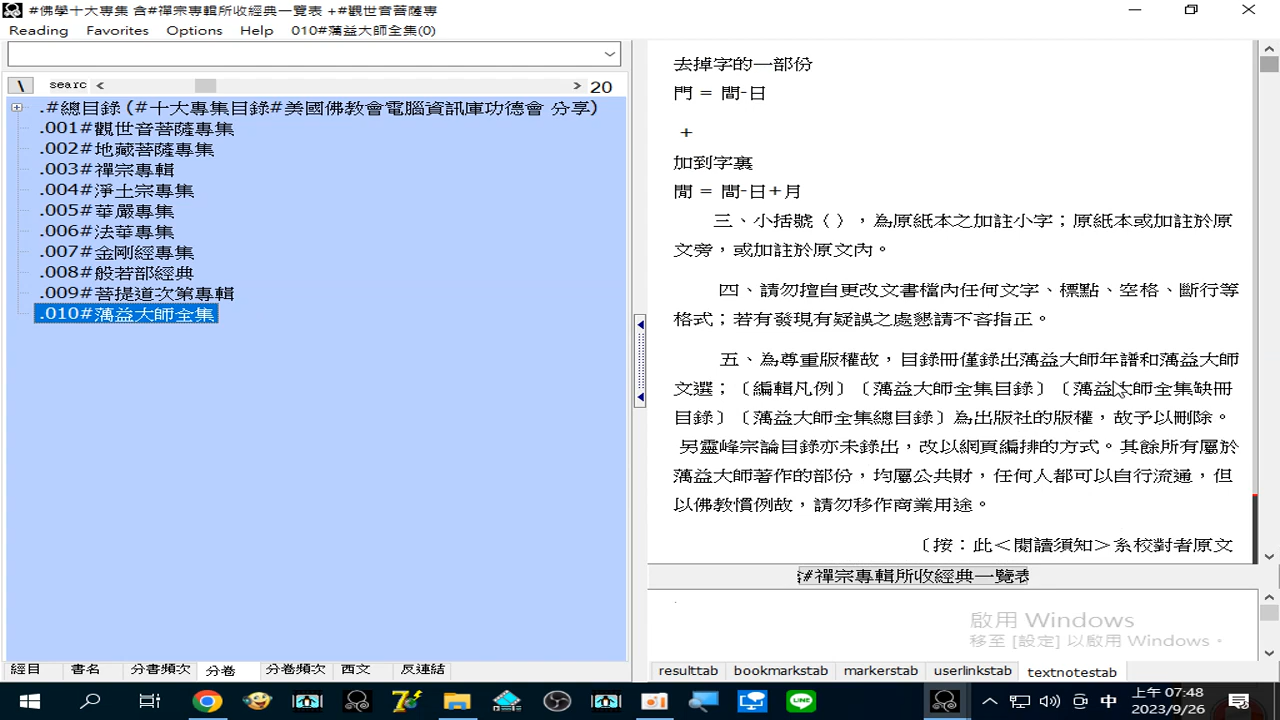 #佛學十大專集 含#禪宗專輯所收經典一覽表 +#觀世音菩薩專
Reading Favorites Options Help 010#蕅益大師全集(0)
\ searc < > 20
.#總目錄 (#十大專集目錄#美國佛教會電腦資訊庫功德會 分享)
.001#觀世音菩薩專集
.002#地藏菩薩專集
.003#禪宗專輯
.004#淨土宗專集
.005#華嚴專集
.006#法華專集
.007#金剛經專集
.008#般若部經典
.009#菩提道次第專輯
.010#蕅益大師全集
經目 書名 分書頻次 分卷 分卷頻次 西文 反連結
去掉字的一部份
門 = 間-日
+
加到字裏
閒 = 間-日+月
三、小括號（ ），為原紙本之加註小字；原紙本或加註於原
文旁，或加註於原文內。
四、請勿擅自更改文書檔內任何文字、標點、空格、斷行等
格式；若有發現有疑誤之處懇請不吝指正。
五、為尊重版權故，目錄冊僅錄出蕅益大師年譜和蕅益大師
文選；〔編輯凡例〕〔蕅益大師全集目錄〕〔蕅益大師全集缺冊
目錄〕〔蕅益大師全集總目錄〕為出版社的版權，故予以刪除。
另靈峰宗論目錄亦未錄出，改以網頁編排的方式。其餘所有屬於
蕅益大師著作的部份，均屬公共財，任何人都可以自行流通，但
以佛教慣例故，請勿移作商業用途。
〔按：此＜閱讀須知＞系校對者原文
#禪宗專輯所收經典一覽表
啟用 Windows
移至 [設定] 以啟用 Windows。
resulttab bookmarkstab markerstab userlinkstab textnotestab
中
上午 07:48
2023/9/26